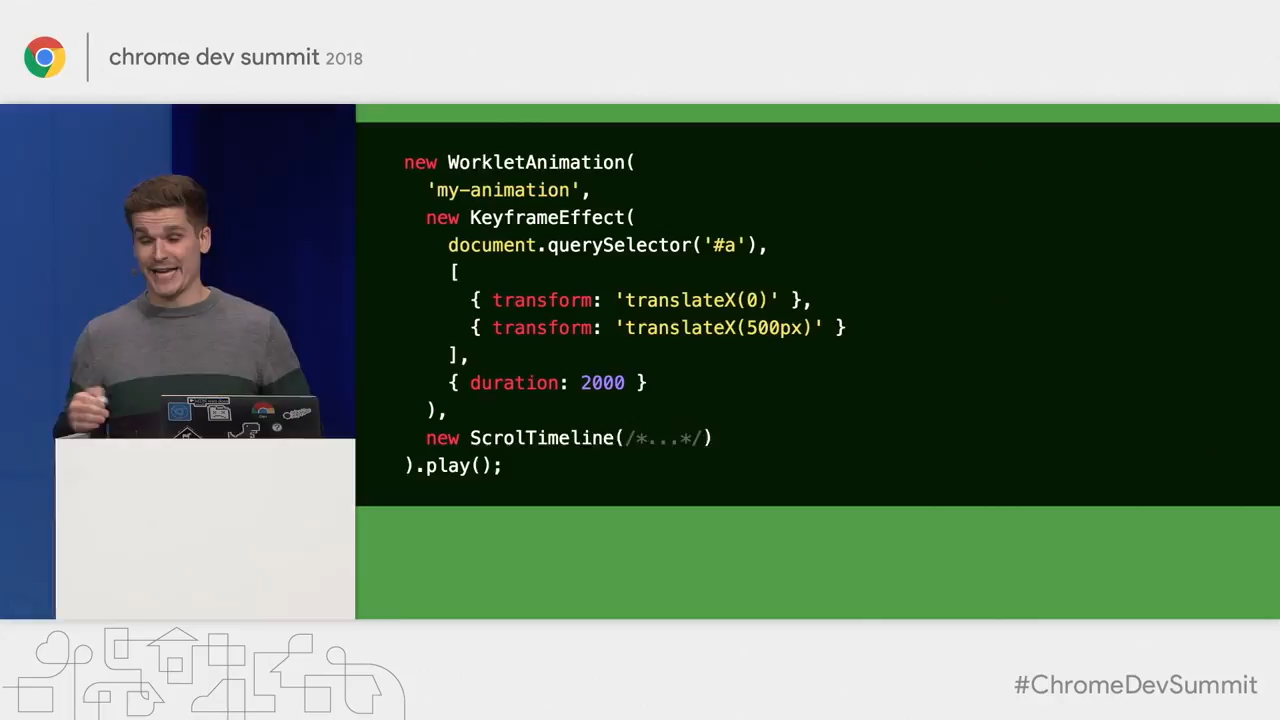 chrome dev summit 2018
new WorkletAnimation(
'my-animation',
new KeyframeEffect(
document.querySelector('#a'),
[
{ transform: 'translateX(0)' },
{ transform: 'translateX(500px)' }
],
{ duration: 2000 }
),
new ScrolTimeline(/*...*/)
).play();
#ChromeDevSummit